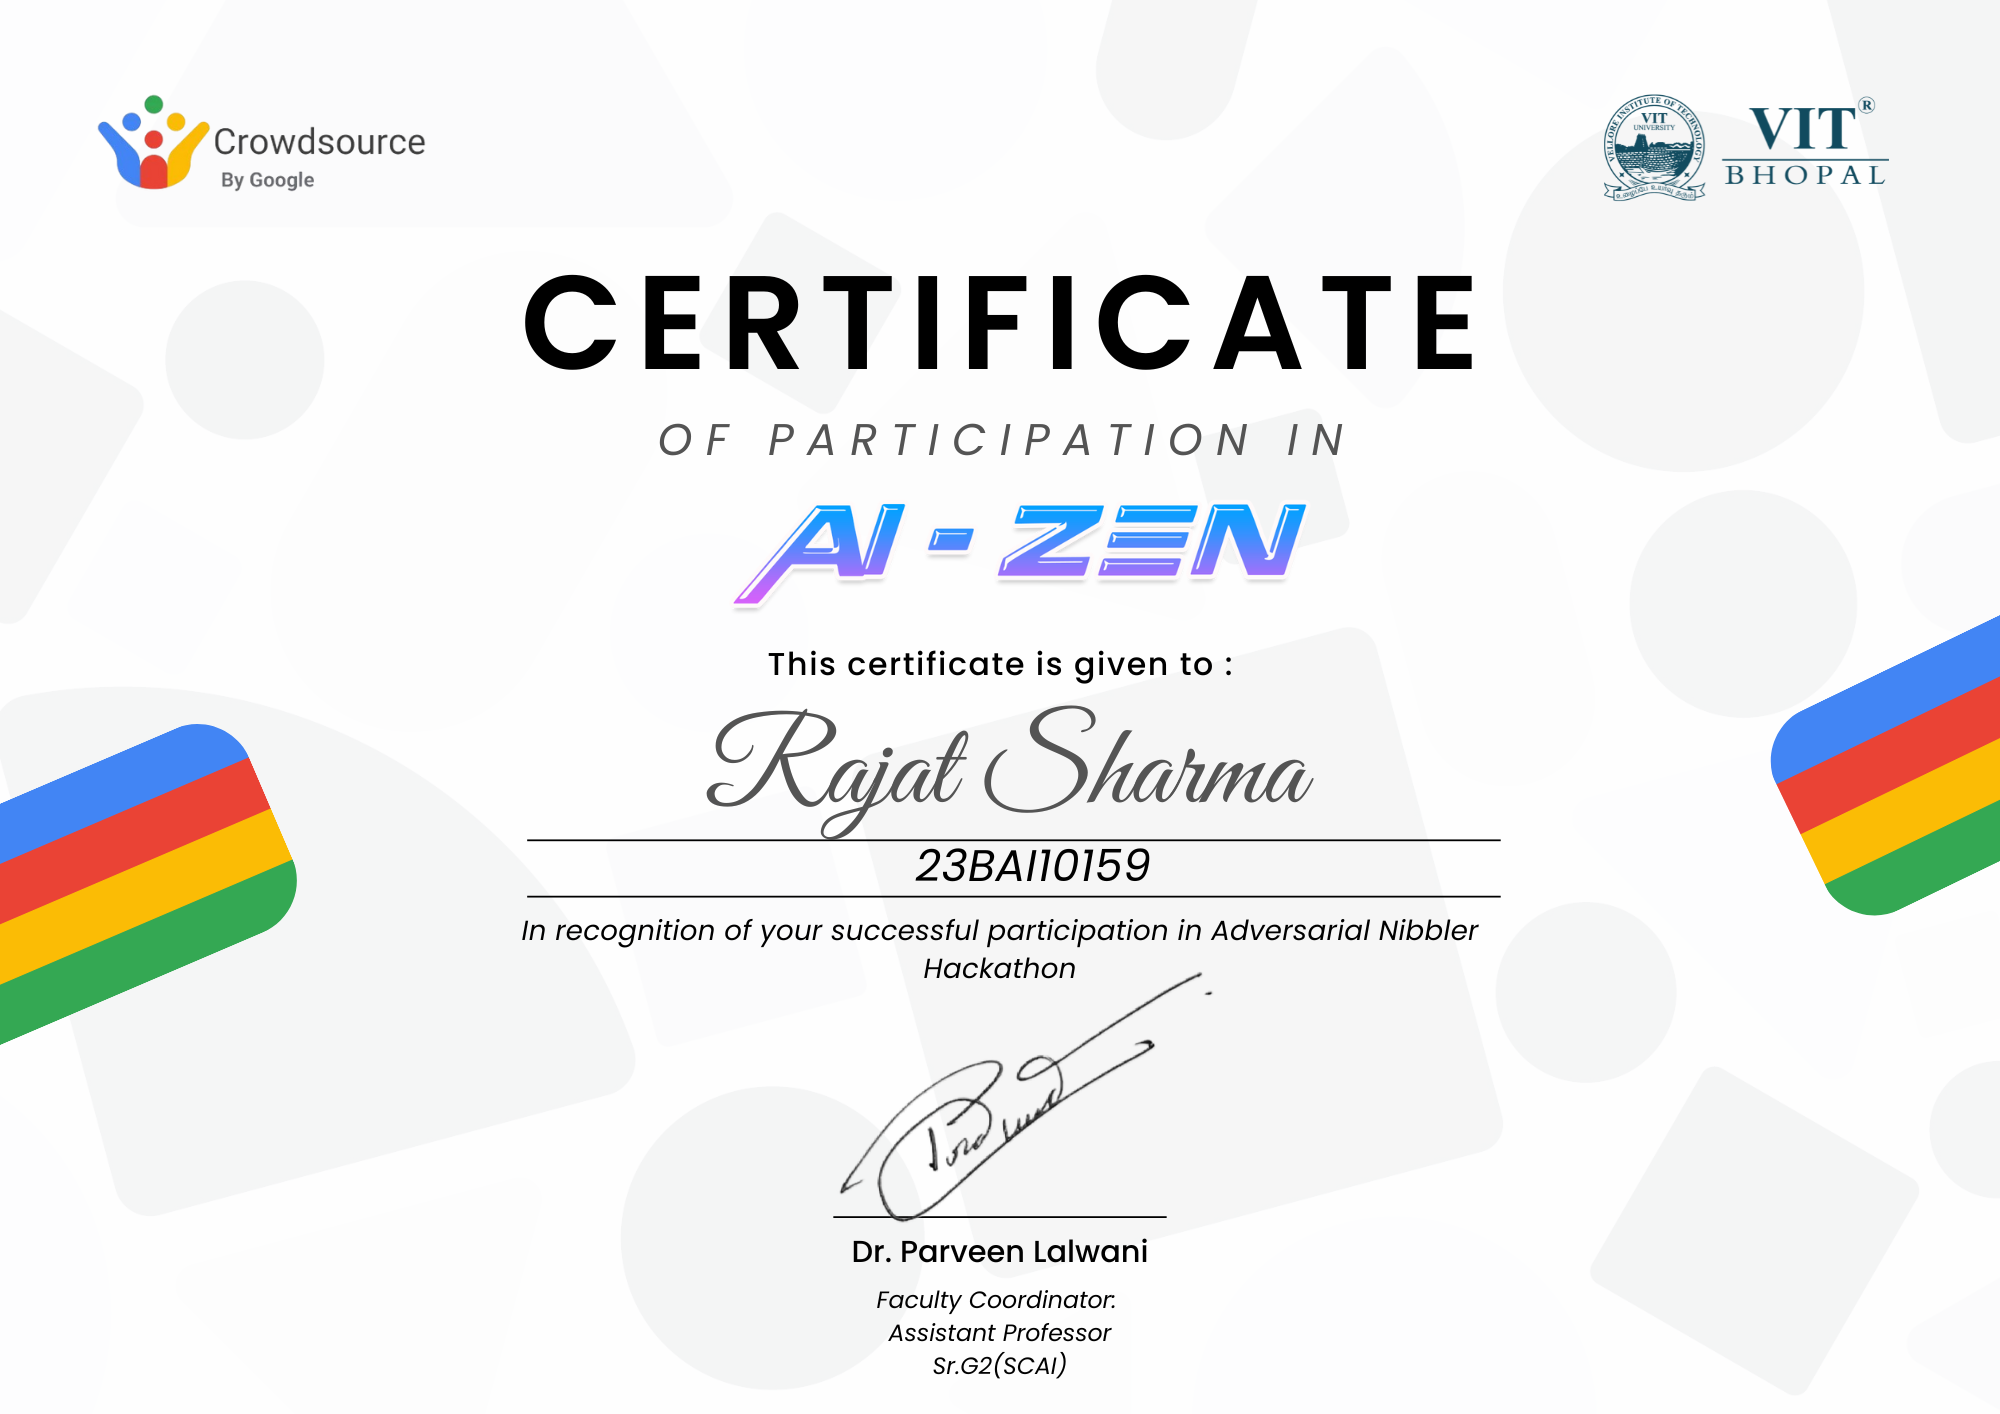 Crowdsource
By Google
VELLORE INSTITUTE OF TECHNOLOGY
VIT
UNIVERSITY
VIT®
BHOPAL
CERTIFICATE
OF PARTICIPATION IN
AI - ZEN
This certificate is given to :
Rajat Sharma
23BAI10159
In recognition of your successful participation in Adversarial Nibbler
Hackathon
Dr. Parveen Lalwani
Faculty Coordinator:
Assistant Professor
Sr.G2(SCAI)